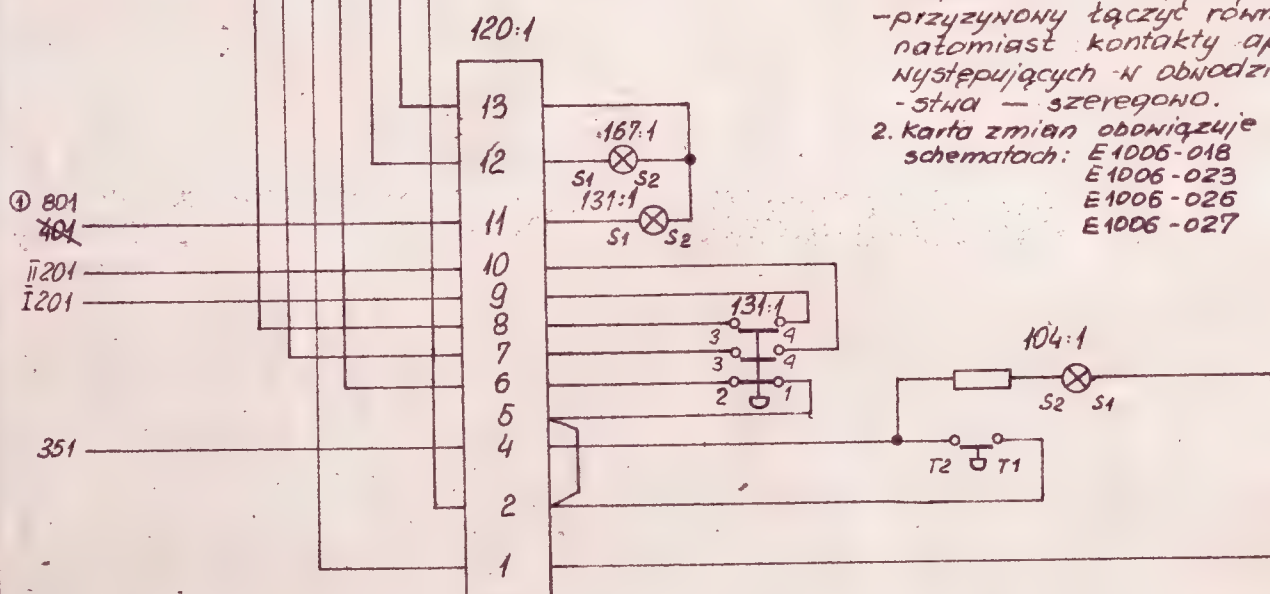 120:1
-przyzywowy łączyć
natomiast kontakty
występujących w
-stwa — szeregowo.
2. Karta zmian obowiązuje
schematach: E1006-018
E1006-023
E1006-026
E1006-027
13
167:1
12
S1 S2
131:1
① 801
401
11
S1 S2
II201
10
I201
9
131:1
8
3 4
7
3 4
6
2 1
5
104:1
S2 S1
351
4
T2 T1
2
1